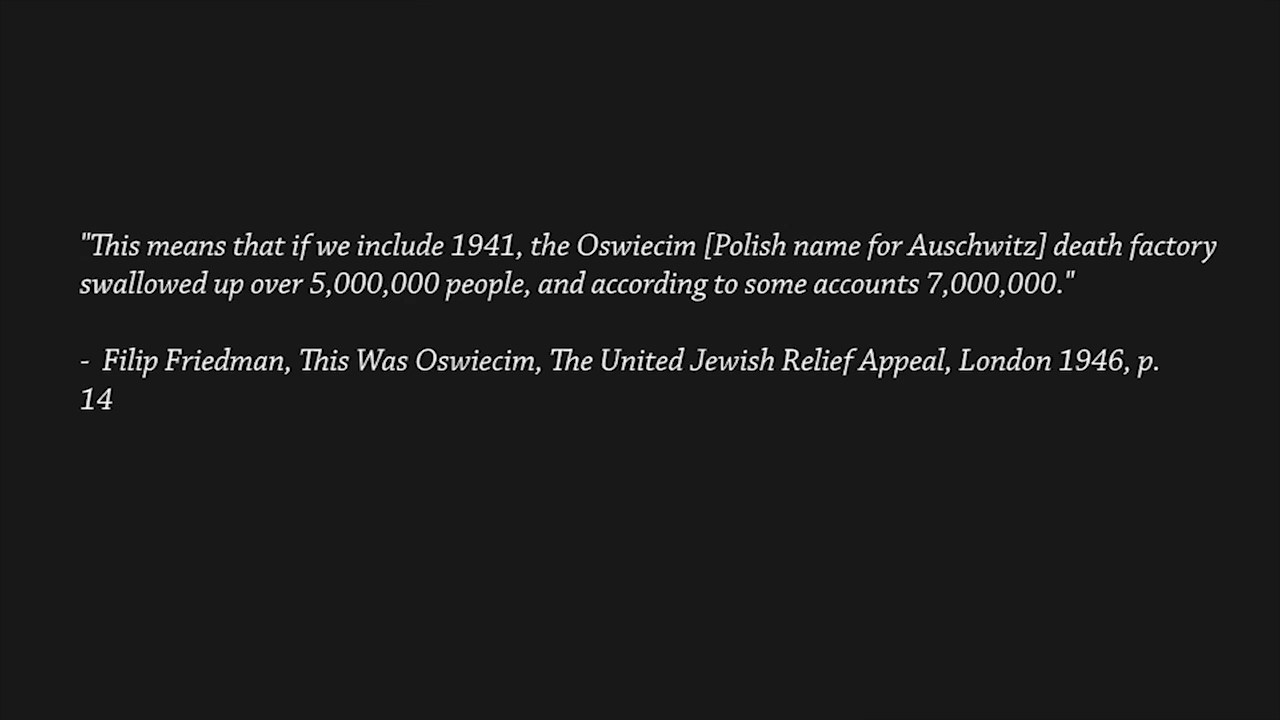 "This means that if we include 1941, the Oswiecim [Polish name for Auschwitz] death factory
swallowed up over 5,000,000 people, and according to some accounts 7,000,000."
- Filip Friedman, This Was Oswiecim, The United Jewish Relief Appeal, London 1946, p.
14